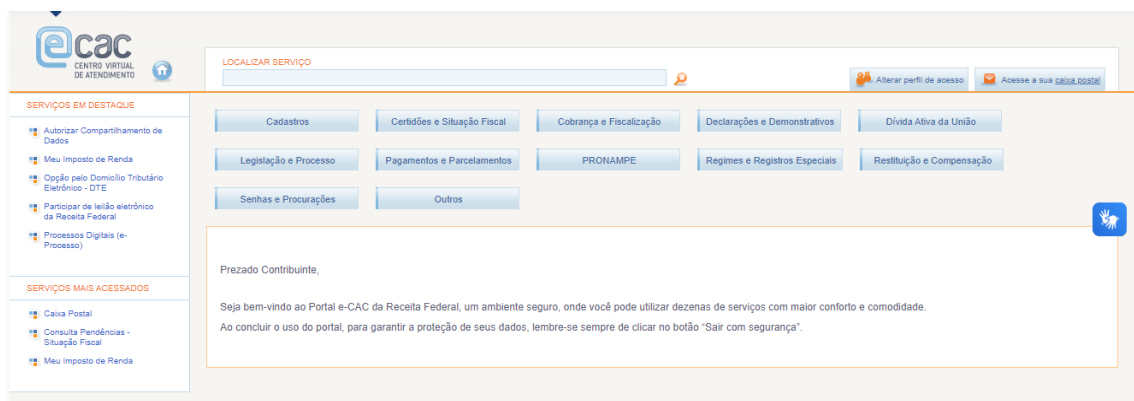 ecac
CENTRO VIRTUAL
DE ATENDIMENTO
LOCALIZAR SERVIÇO
Alterar perfil de acesso
Acesse a sua caixa postal
SERVIÇOS EM DESTAQUE
Autorizar Compartilhamento de
Dados
Meu Imposto de Renda
Opção pelo Domicílio Tributário
Eletrônico - DTE
Participar de leilão eletrônico
da Receita Federal
Processos Digitais (e-
Processo)
SERVIÇOS MAIS ACESSADOS
Caixa Postal
Consulta Pendências -
Situação Fiscal
Meu Imposto de Renda
Cadastros
Certidões e Situação Fiscal
Cobrança e Fiscalização
Declarações e Demonstrativos
Dívida Ativa da União
Legislação e Processo
Pagamentos e Parcelamentos
PRONAMPE
Regimes e Registros Especiais
Restituição e Compensação
Senhas e Procurações
Outros
Prezado Contribuinte,
Seja bem-vindo ao Portal e-CAC da Receita Federal, um ambiente seguro, onde você pode utilizar dezenas de serviços com maior conforto e comodidade.
Ao concluir o uso do portal, para garantir a proteção de seus dados, lembre-se sempre de clicar no botão “Sair com segurança”.